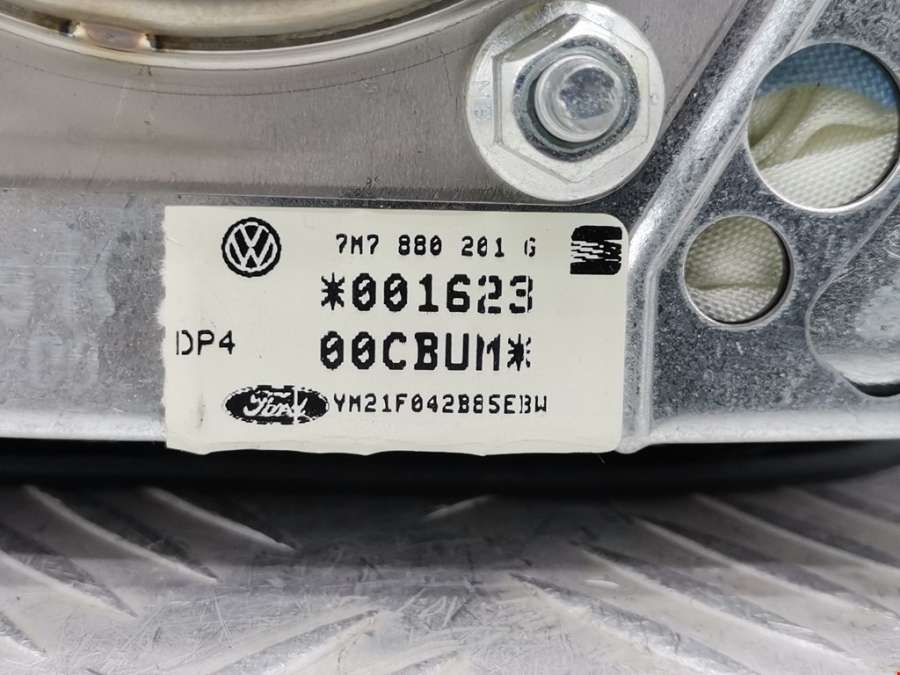 7M7 880 201 G
*001623
DP4 00CBUM*
Ford YM21F042B85EBW